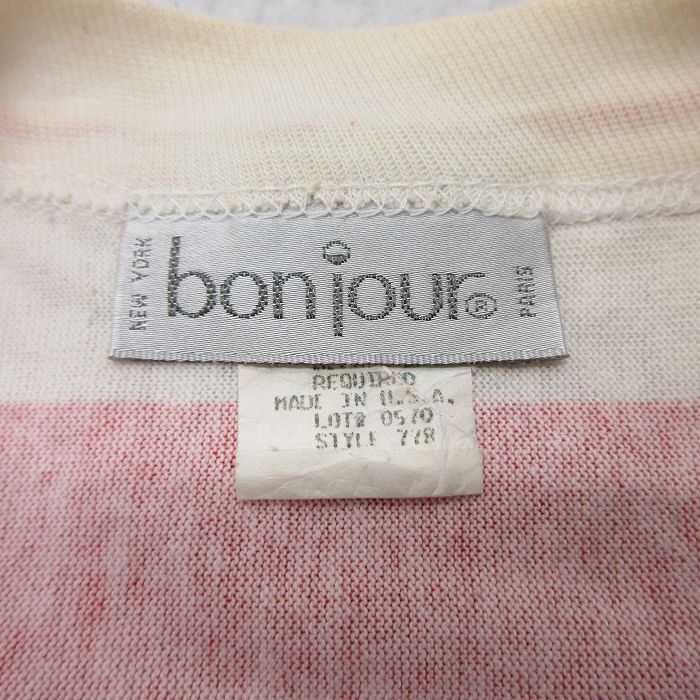 NEW YORK
bonjour®
PARIS
REQUIRED
MADE IN U.S.A.
LOT# 0570
STYLE 778